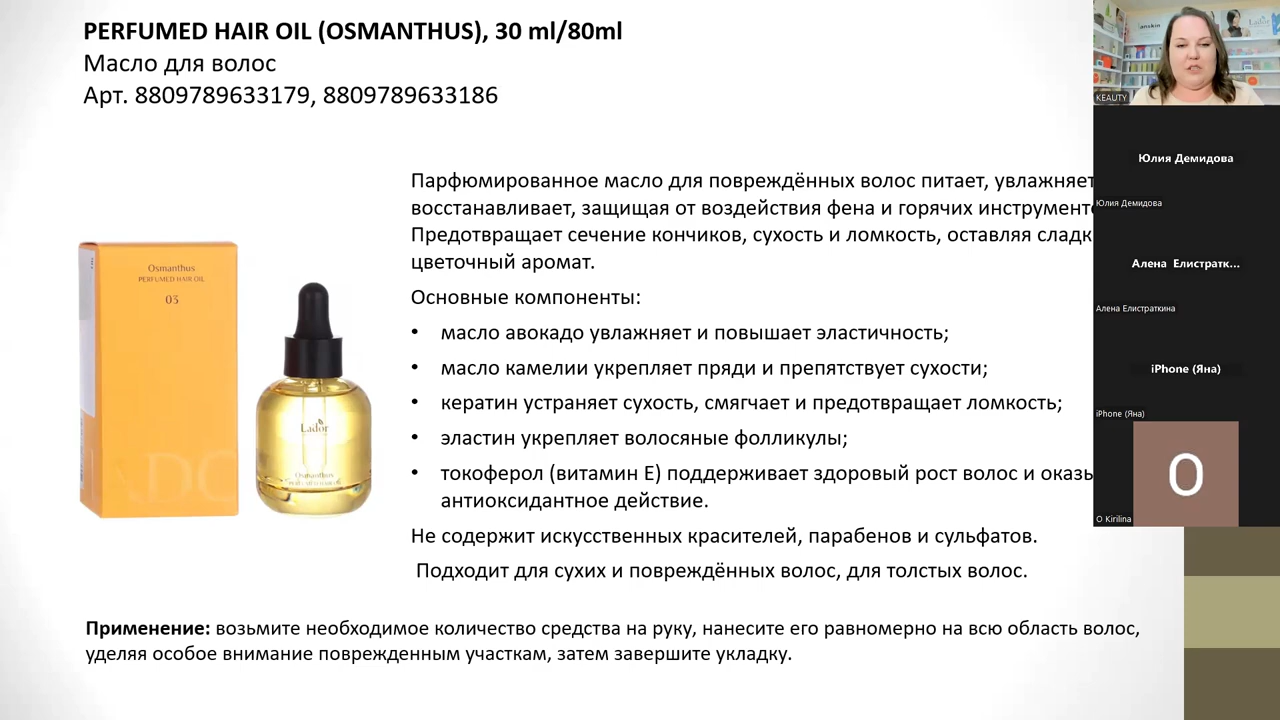 PERFUMED HAIR OIL (OSMANTHUS), 30 ml/80ml
Масло для волос
Арт. 8809789633179, 8809789633186
Парфюмированное масло для повреждённых волос питает, увлажняет
восстанавливает, защищая от воздействия фена и горячих инструменто
Предотвращает сечение кончиков, сухость и ломкость, оставляя сладк
цветочный аромат.
Основные компоненты:
• масло авокадо увлажняет и повышает эластичность;
• масло камелии укрепляет пряди и препятствует сухости;
• кератин устраняет сухость, смягчает и предотвращает ломкость;
• эластин укрепляет волосяные фолликулы;
• токоферол (витамин Е) поддерживает здоровый рост волос и оказы
антиоксидантное действие.
Не содержит искусственных красителей, парабенов и сульфатов.
Подходит для сухих и повреждённых волос, для толстых волос.
Применение: возьмите необходимое количество средства на руку, нанесите его равномерно на всю область волос,
уделяя особое внимание поврежденным участкам, затем завершите укладку.
Osmanthus
PERFUMED HAIR OIL
03
LADO
Lador
Osmanthus
PERFUMED HAIR OIL
KEAUTY
Юлия Демидова
Юлия Демидова
Алена Елистратк...
Алена Елистраткина
iPhone (Яна)
iPhone (Яна)
O
O Kirilina